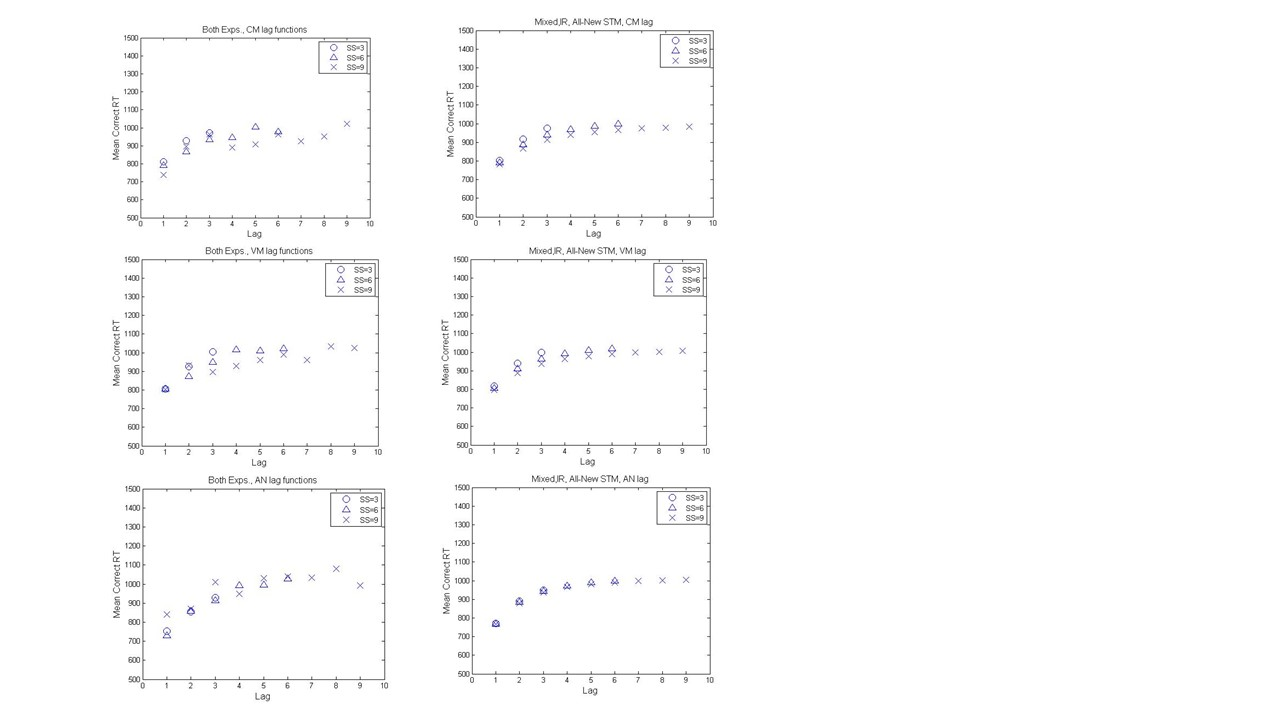 Both Exps., CM lag functions
1500
1400
1300
1200
1100
1000
900
800
700
600
500
Mean Correct RT
SS=3
SS=6
SS=9
0 1 2 3 4 5 6 7 8 9 10
Lag
Mixed,IR, All-New STM, CM lag
1500
1400
1300
1200
1100
1000
900
800
700
600
500
Mean Correct RT
SS=3
SS=6
SS=9
0 1 2 3 4 5 6 7 8 9 10
Lag
Both Exps., VM lag functions
1500
1400
1300
1200
1100
1000
900
800
700
600
500
Mean Correct RT
SS=3
SS=6
SS=9
0 1 2 3 4 5 6 7 8 9 10
Lag
Mixed,IR, All-New STM, VM lag
1500
1400
1300
1200
1100
1000
900
800
700
600
500
Mean Correct RT
SS=3
SS=6
SS=9
0 1 2 3 4 5 6 7 8 9 10
Lag
Both Exps., AN lag functions
1500
1400
1300
1200
1100
1000
900
800
700
600
500
Mean Correct RT
SS=3
SS=6
SS=9
0 1 2 3 4 5 6 7 8 9 10
Lag
Mixed,IR, All-New STM, AN lag
1500
1400
1300
1200
1100
1000
900
800
700
600
500
Mean Correct RT
SS=3
SS=6
SS=9
0 1 2 3 4 5 6 7 8 9 10
Lag